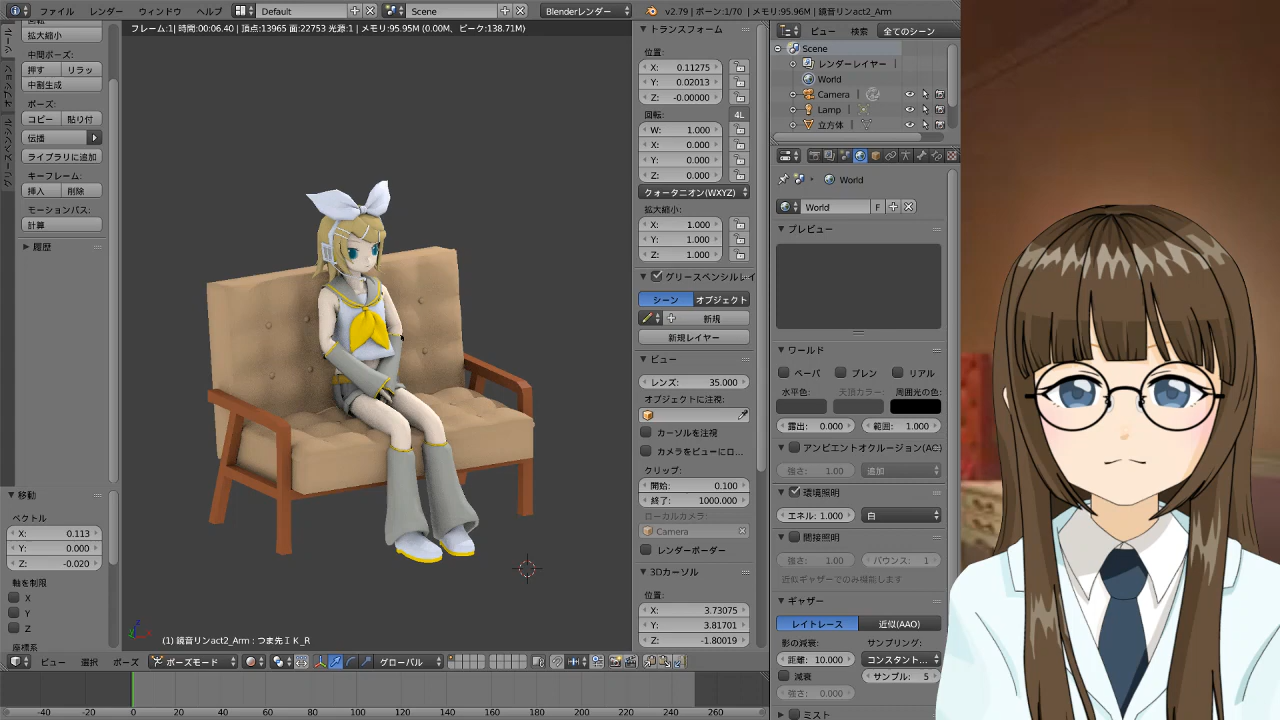 ファイル レンダー ウィンドウ ヘルプ Default Scene Blenderレンダー v2.79 | ボーン:1/70 | メモリ:95.96M | 鏡音リンact2_Arm
フレーム:1| 時間:00:06.40 | 頂点:13965 面:22753 光源:1 | メモリ:95.95M (0.00M、ピーク:138.71M)
ツール
オプション
グリースペンシル
拡大縮小
中間ポーズ:
押す リラッ
中割生成
ポーズ:
コピー 貼り付
伝播
ライブラリに追加
キーフレーム:
挿入 削除
モーションパス:
計算
履歴
移動
ベクトル
X: 0.113
Y: 0.000
Z: -0.020
軸を制限
X
Y
Z
座標系
(1) 鏡音リンact2_Arm : つま先ＩＫ_R
ビュー 選択 ポーズ ポーズモード グローバル
-40 -20 0 20 40 60 80 100 120 140 160 180 200 220 240 260
トランスフォーム
位置:
X: 0.11275
Y: 0.02013
Z: -0.00000
回転: 4L
W: 1.000
X: 0.000
Y: 0.000
Z: 0.000
クォータニオン(WXYZ)
拡大縮小:
X: 1.000
Y: 1.000
Z: 1.000
グリースペンシルレイ
シーン オブジェクト
新規
新規レイヤー
ビュー
レンズ: 35.000
オブジェクトに注視:
カーソルを注視
カメラをビューにロ...
クリップ:
開始: 0.100
終了: 1000.000
ローカルカメラ:
Camera
レンダーボーダー
3Dカーソル
位置:
X: 3.73075
Y: 3.81701
Z: -1.80019
ビュー 検索 全てのシーン
Scene
レンダーレイヤー
World
Camera
Lamp
立方体
World
World F
プレビュー
ワールド
ペーパ ブレン リアル
水平色: 天頂カラー: 周囲光の色:
露出: 0.000 範囲: 1.000
アンビエントオクルージョン(AC
強さ: 1.00 追加
環境照明
エネル: 1.000 白
間接照明
強さ: 1.00 バウンス: 1
近似ギャザーでのみ機能します
ギャザー
レイトレース 近似(AAO)
影の減衰: サンプリング:
距離: 10.000 コンスタント...
減衰 サンプル: 5
強さ: 0.000
ミスト